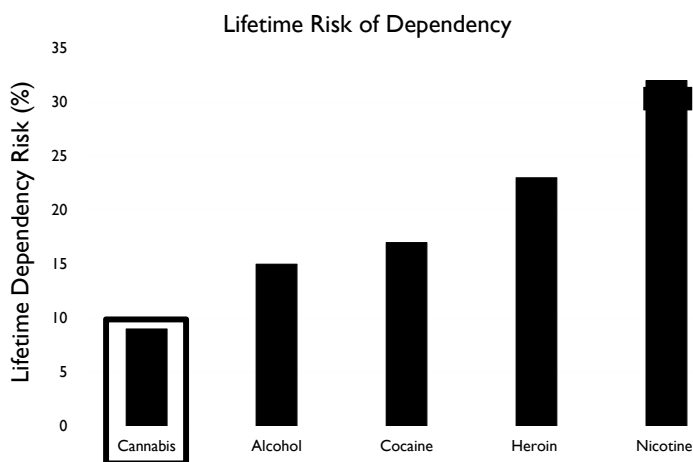 Lifetime Risk of Dependency
Lifetime Dependency Risk (%)
35
30
25
20
15
10
5
0
Cannabis Alcohol Cocaine Heroin Nicotine